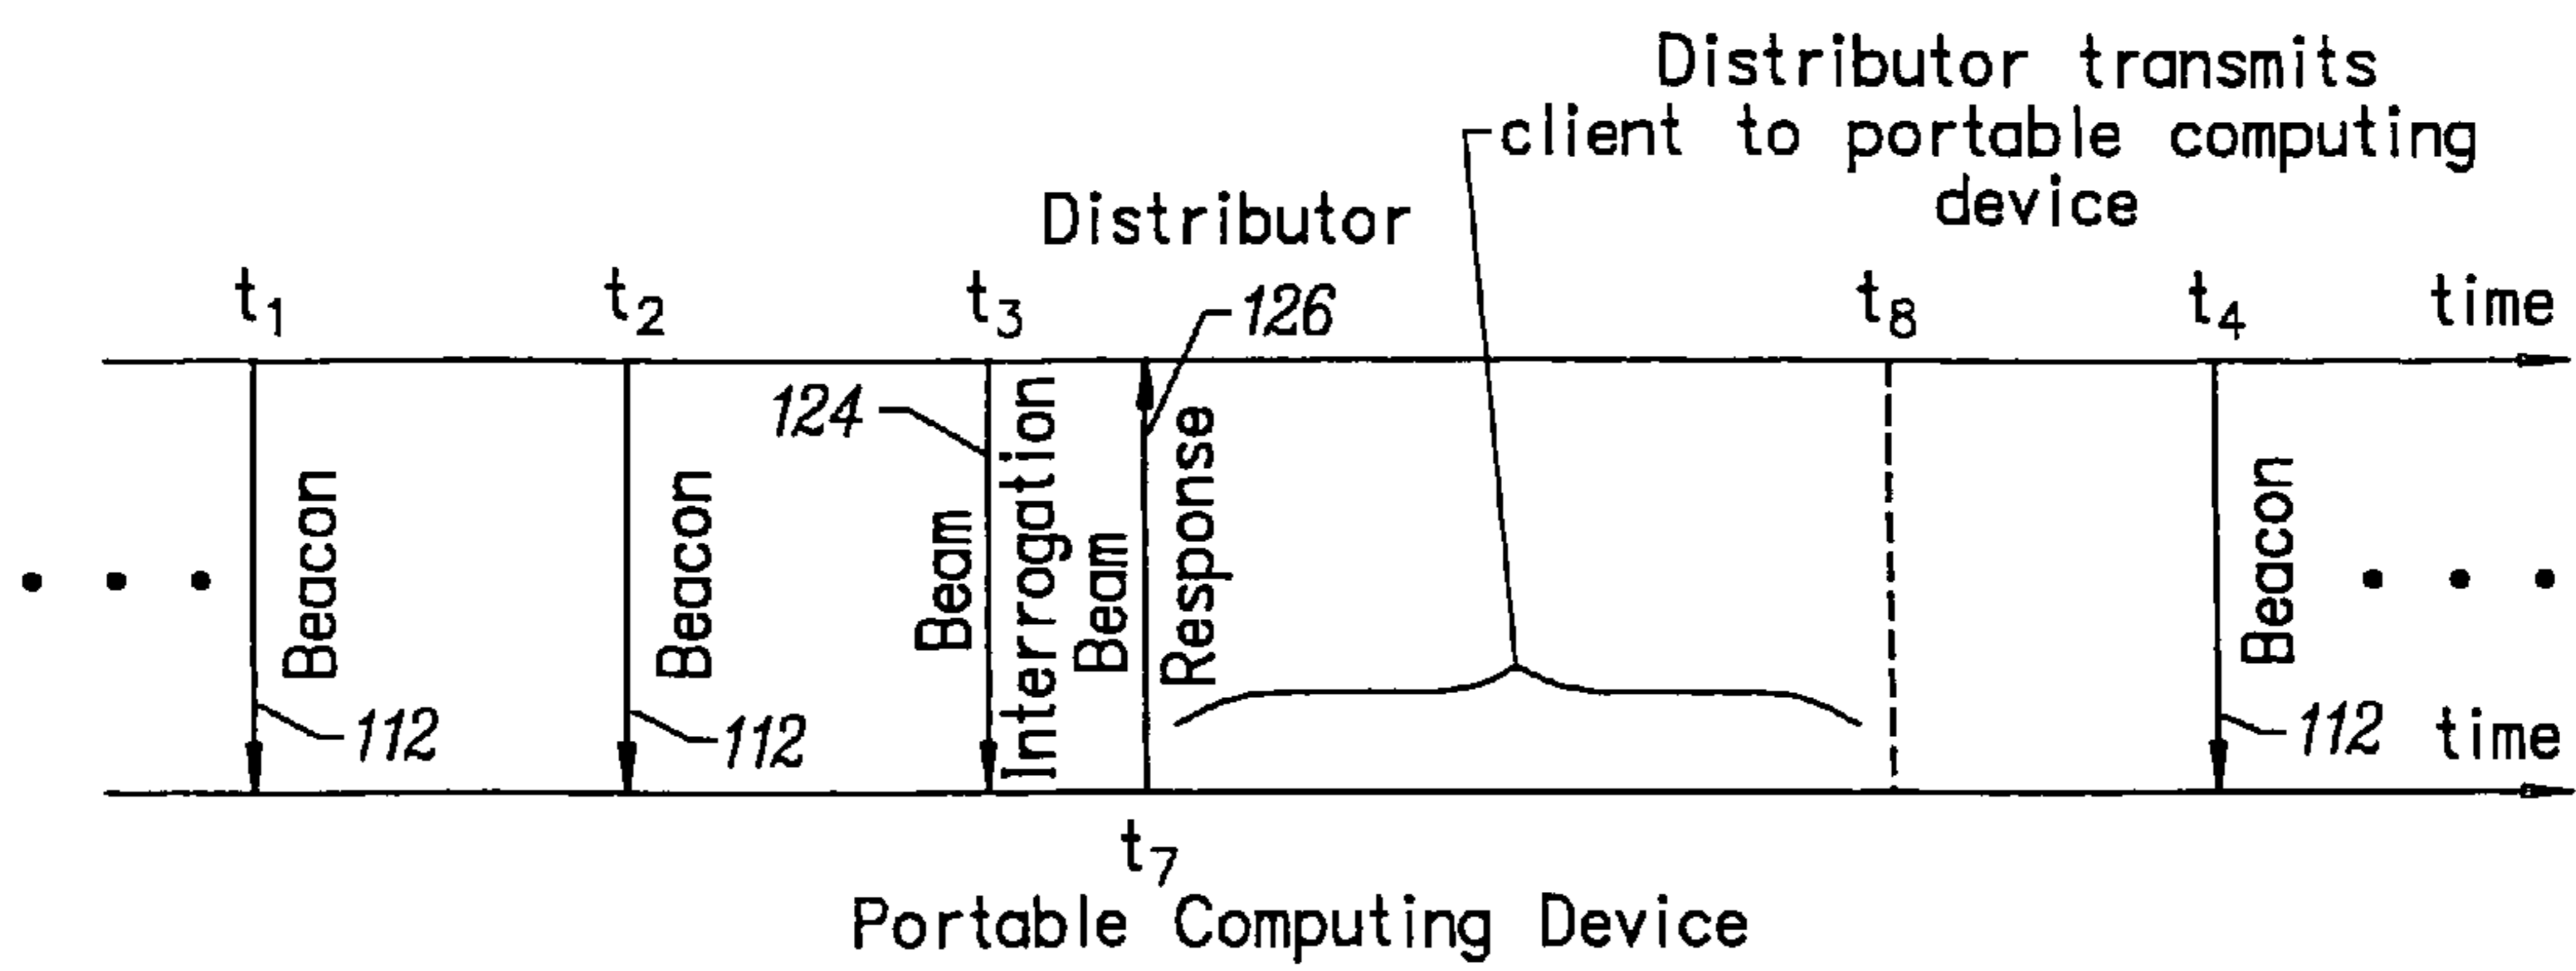 Distributor transmits
client to portable computing
device
Distributor
t1
t2
t3
t8
t4
time
126
124
Beacon
Beacon
Beam
Interrogation
Beam
Response
Beacon
112
112
112
time
t7
Portable Computing Device